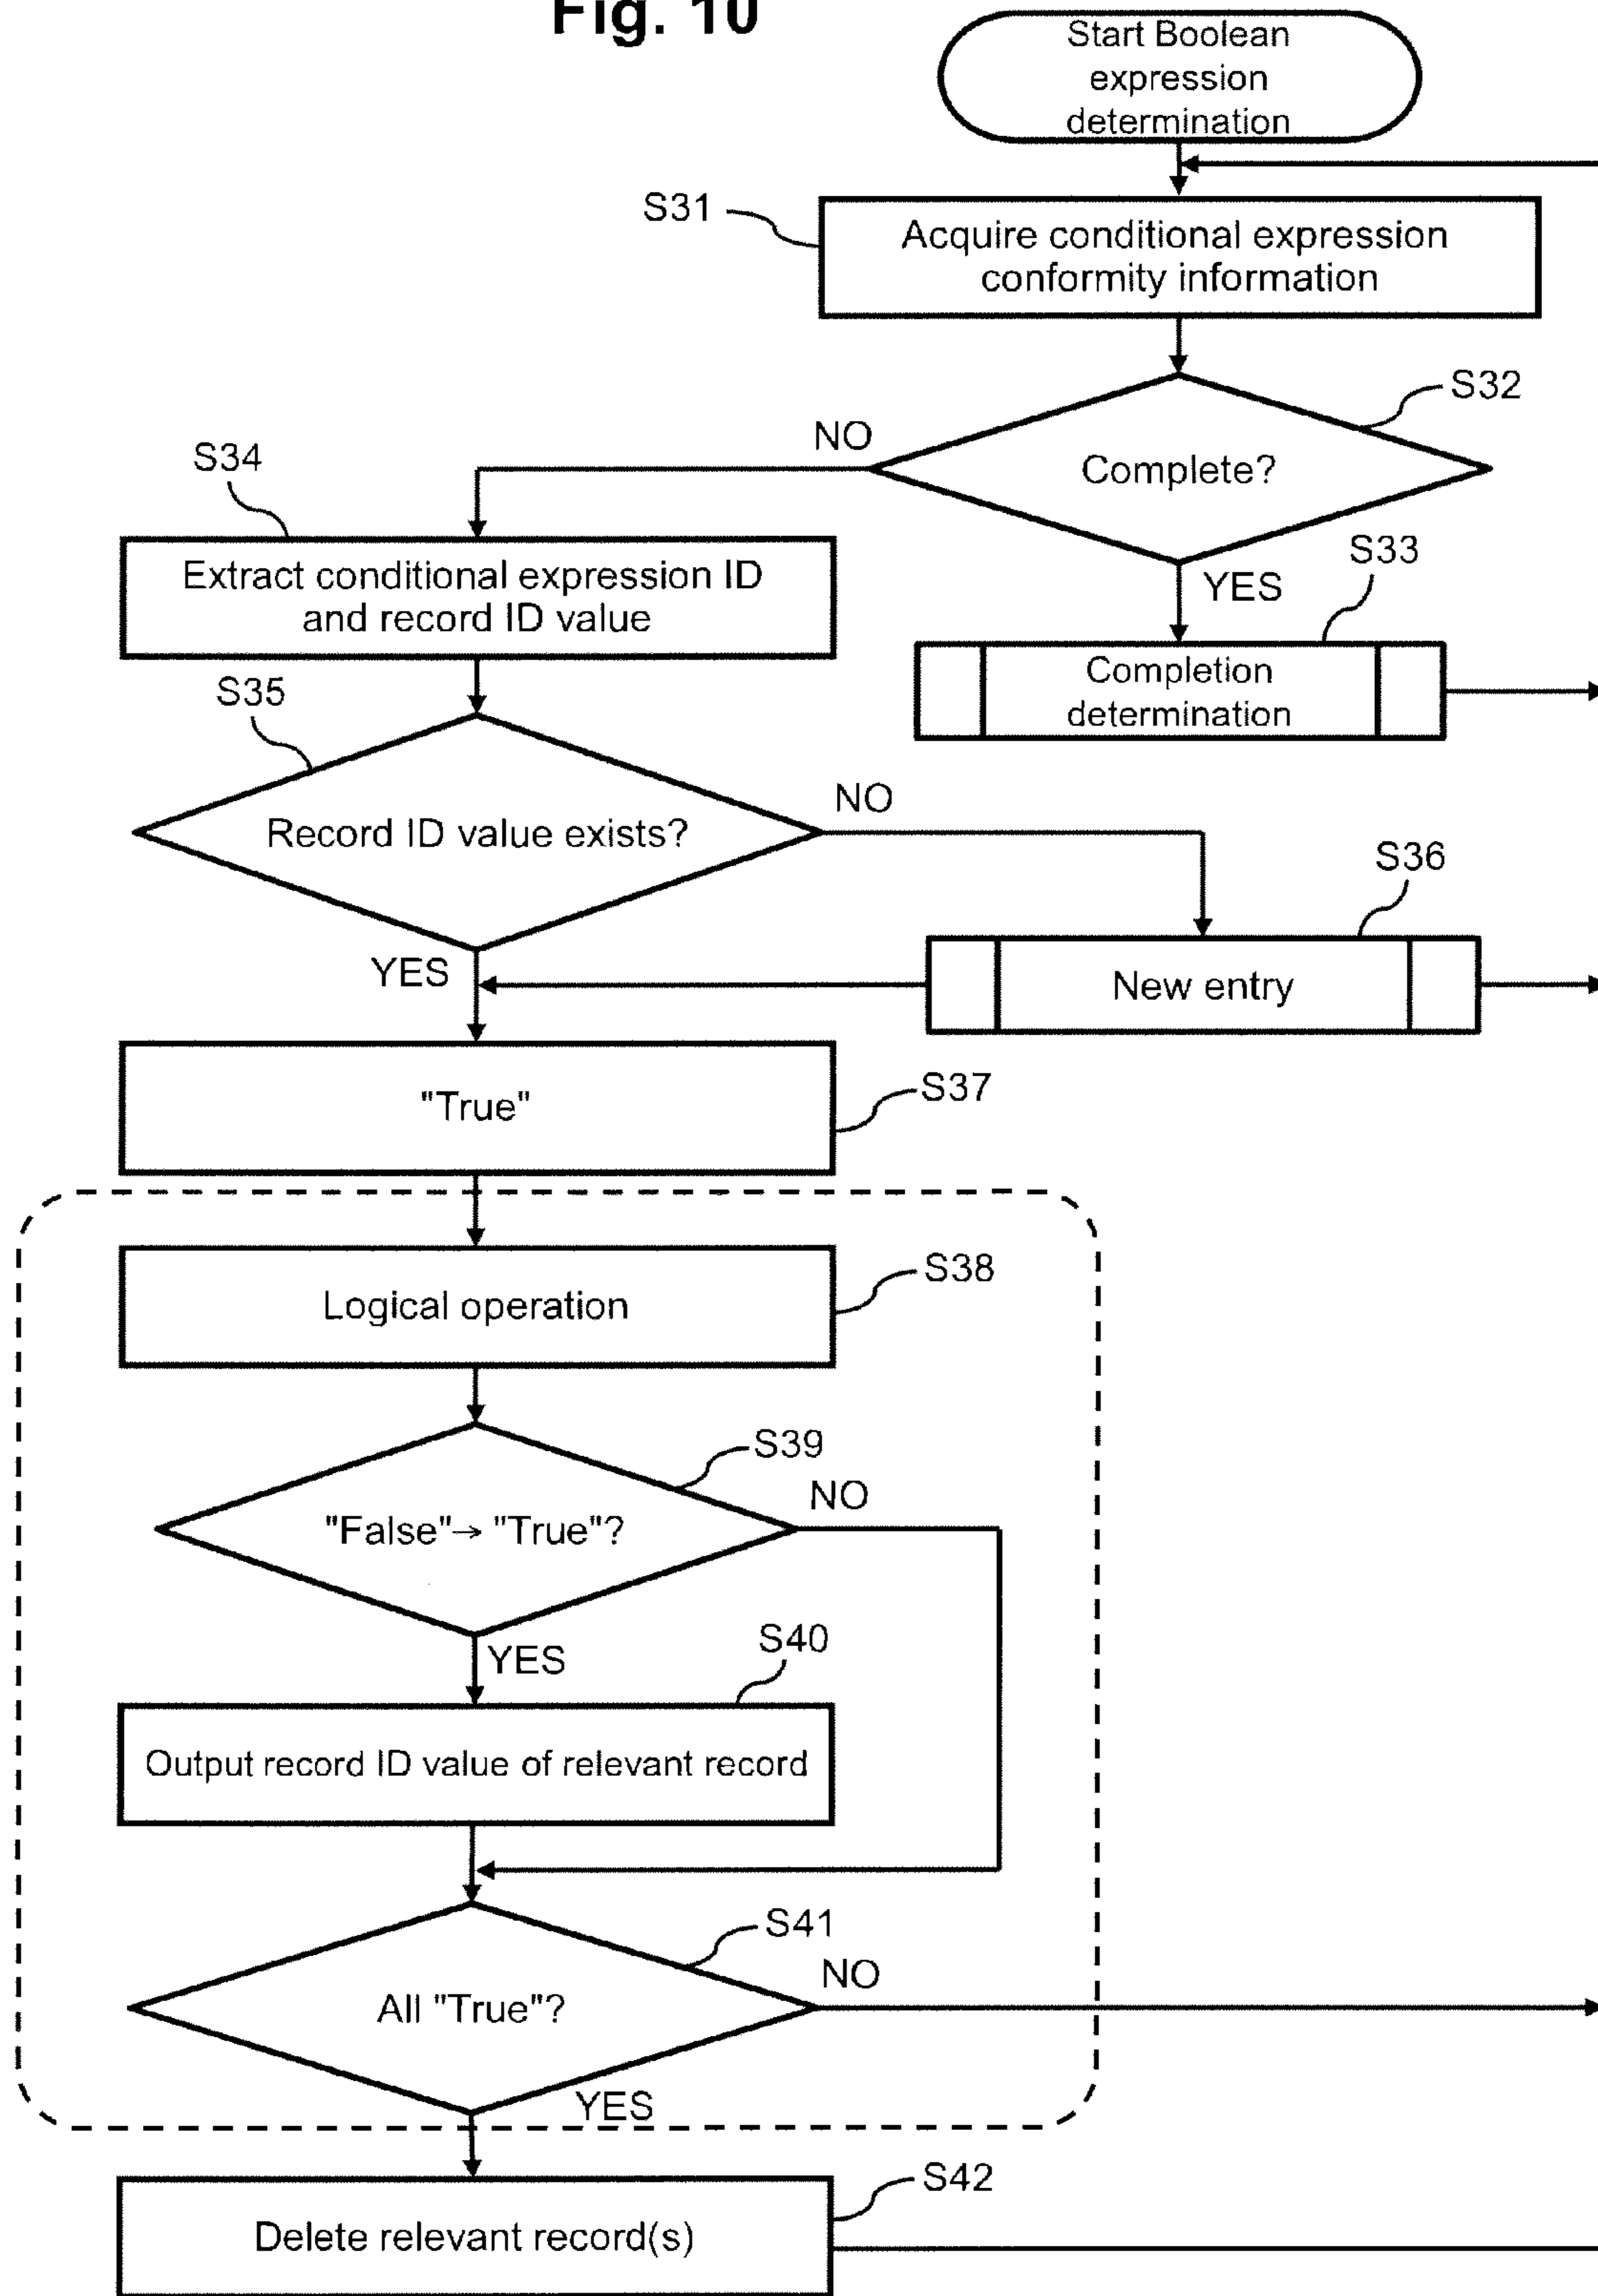 Fig. 10
Start Boolean
expression
determination
S31
Acquire conditional expression
conformity information
S32
NO
Complete?
S34
S33
YES
Extract conditional expression ID
and record ID value
Completion
determination
S35
NO
Record ID value exists?
S36
YES
New entry
"True"
S37
S38
Logical operation
S39
NO
"False"→ "True"?
S40
YES
Output record ID value of relevant record
S41
NO
All "True"?
YES
S42
Delete relevant record(s)